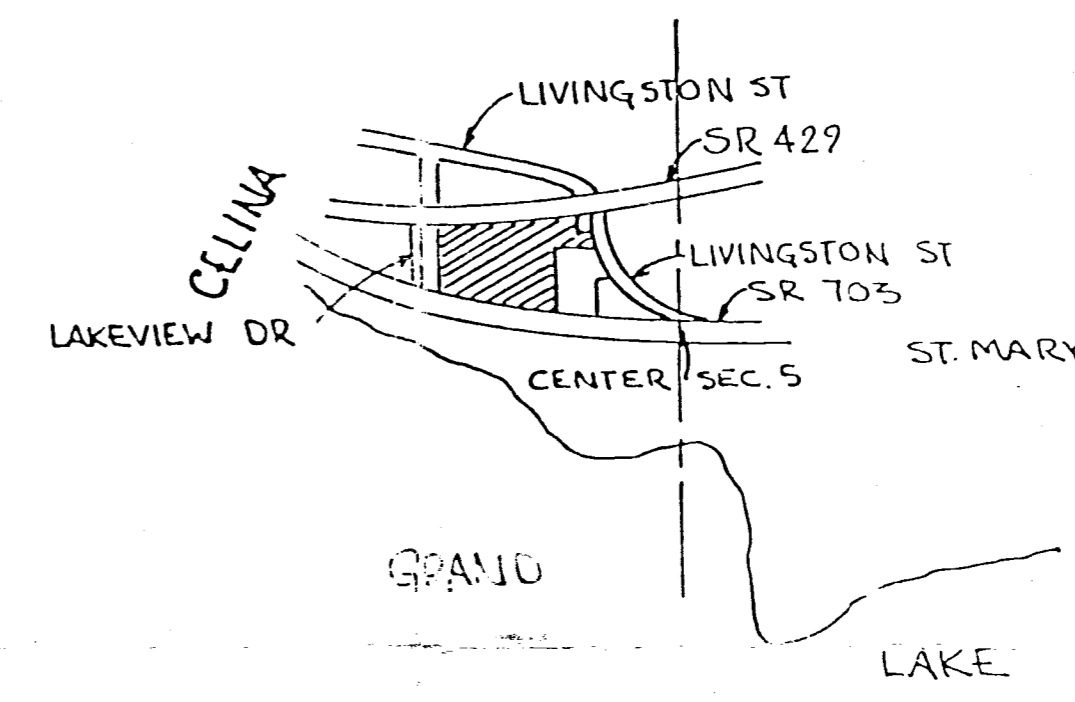 LIVINGSTON ST
SR 429
CELINA
LIVINGSTON ST
SR 703
LAKEVIEW DR
ST. MARY
CENTER SEC. 5
GRAND
LAKE